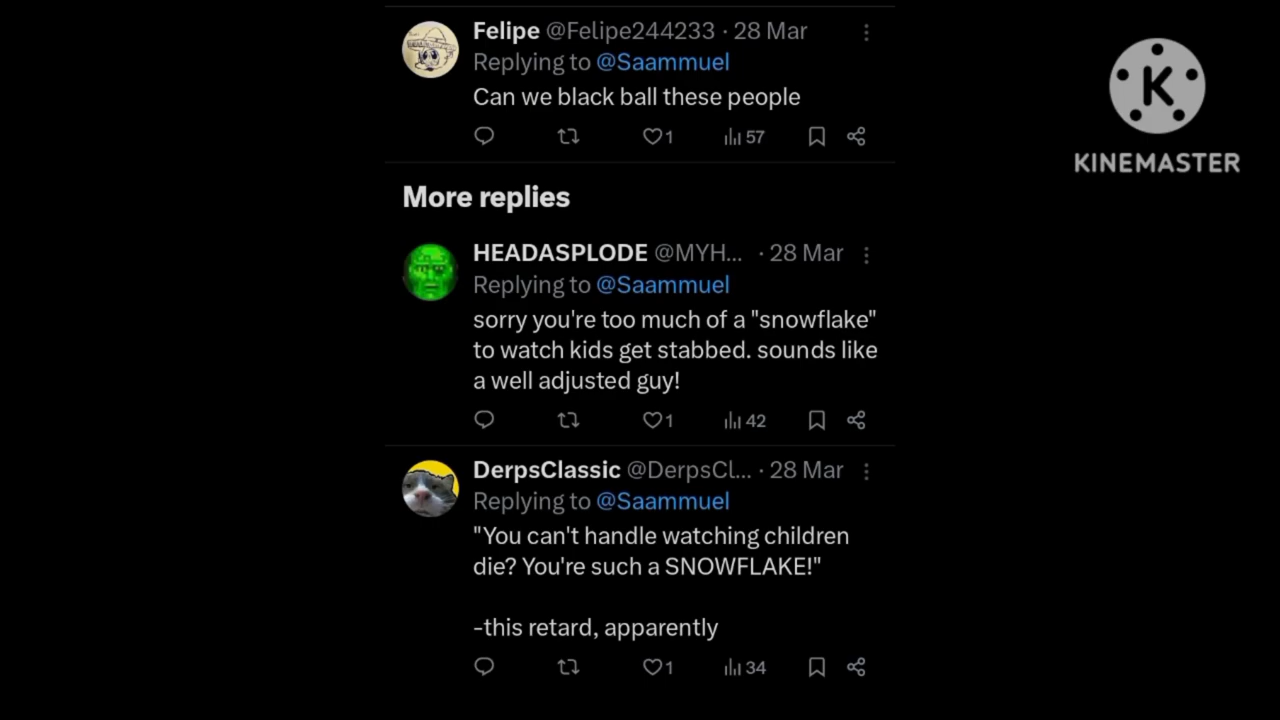 Felipe @Felipe244233 · 28 Mar
Replying to @Saammuel
Can we black ball these people
1 57
K
KINEMASTER
More replies
HEADASPLODE @MYH... · 28 Mar
Replying to @Saammuel
sorry you're too much of a "snowflake"
to watch kids get stabbed. sounds like
a well adjusted guy!
1 42
DerpsClassic @DerpsCl... · 28 Mar
Replying to @Saammuel
"You can't handle watching children
die? You're such a SNOWFLAKE!"
-this retard, apparently
1 34